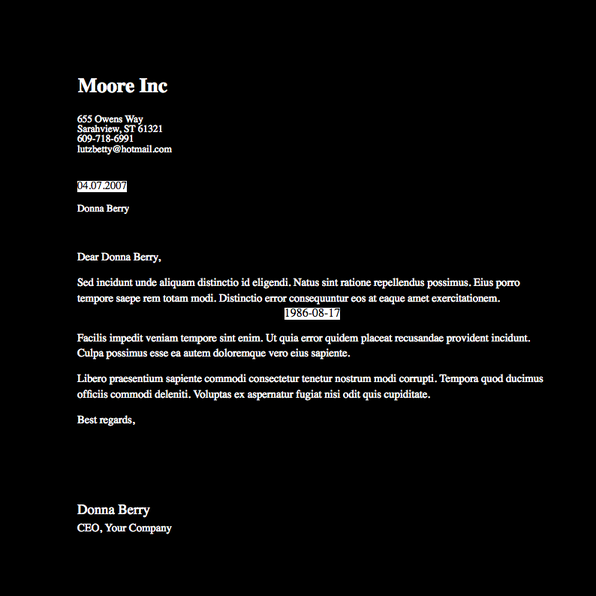 Moore Inc
655 Owens Way
Sarahview, ST 61321
609-718-6991
lutzbetty@hotmail.com
04.07.2007
Donna Berry
Dear Donna Berry,
Sed incidunt unde aliquam distinctio id eligendi. Natus sint ratione repellendus possimus. Eius porro
tempore saepe rem totam modi. Distinctio error consequuntur eos at eaque amet exercitationem.
1986-08-17
Facilis impedit veniam tempore sint enim. Ut quia error quidem placeat recusandae provident incidunt.
Culpa possimus esse ea autem doloremque vero eius sapiente.
Libero praesentium sapiente commodi consectetur tenetur nostrum modi corrupti. Tempora quod ducimus
officiis commodi deleniti. Voluptas ex aspernatur fugiat nisi odit quis cupiditate.
Best regards,
Donna Berry
CEO, Your Company